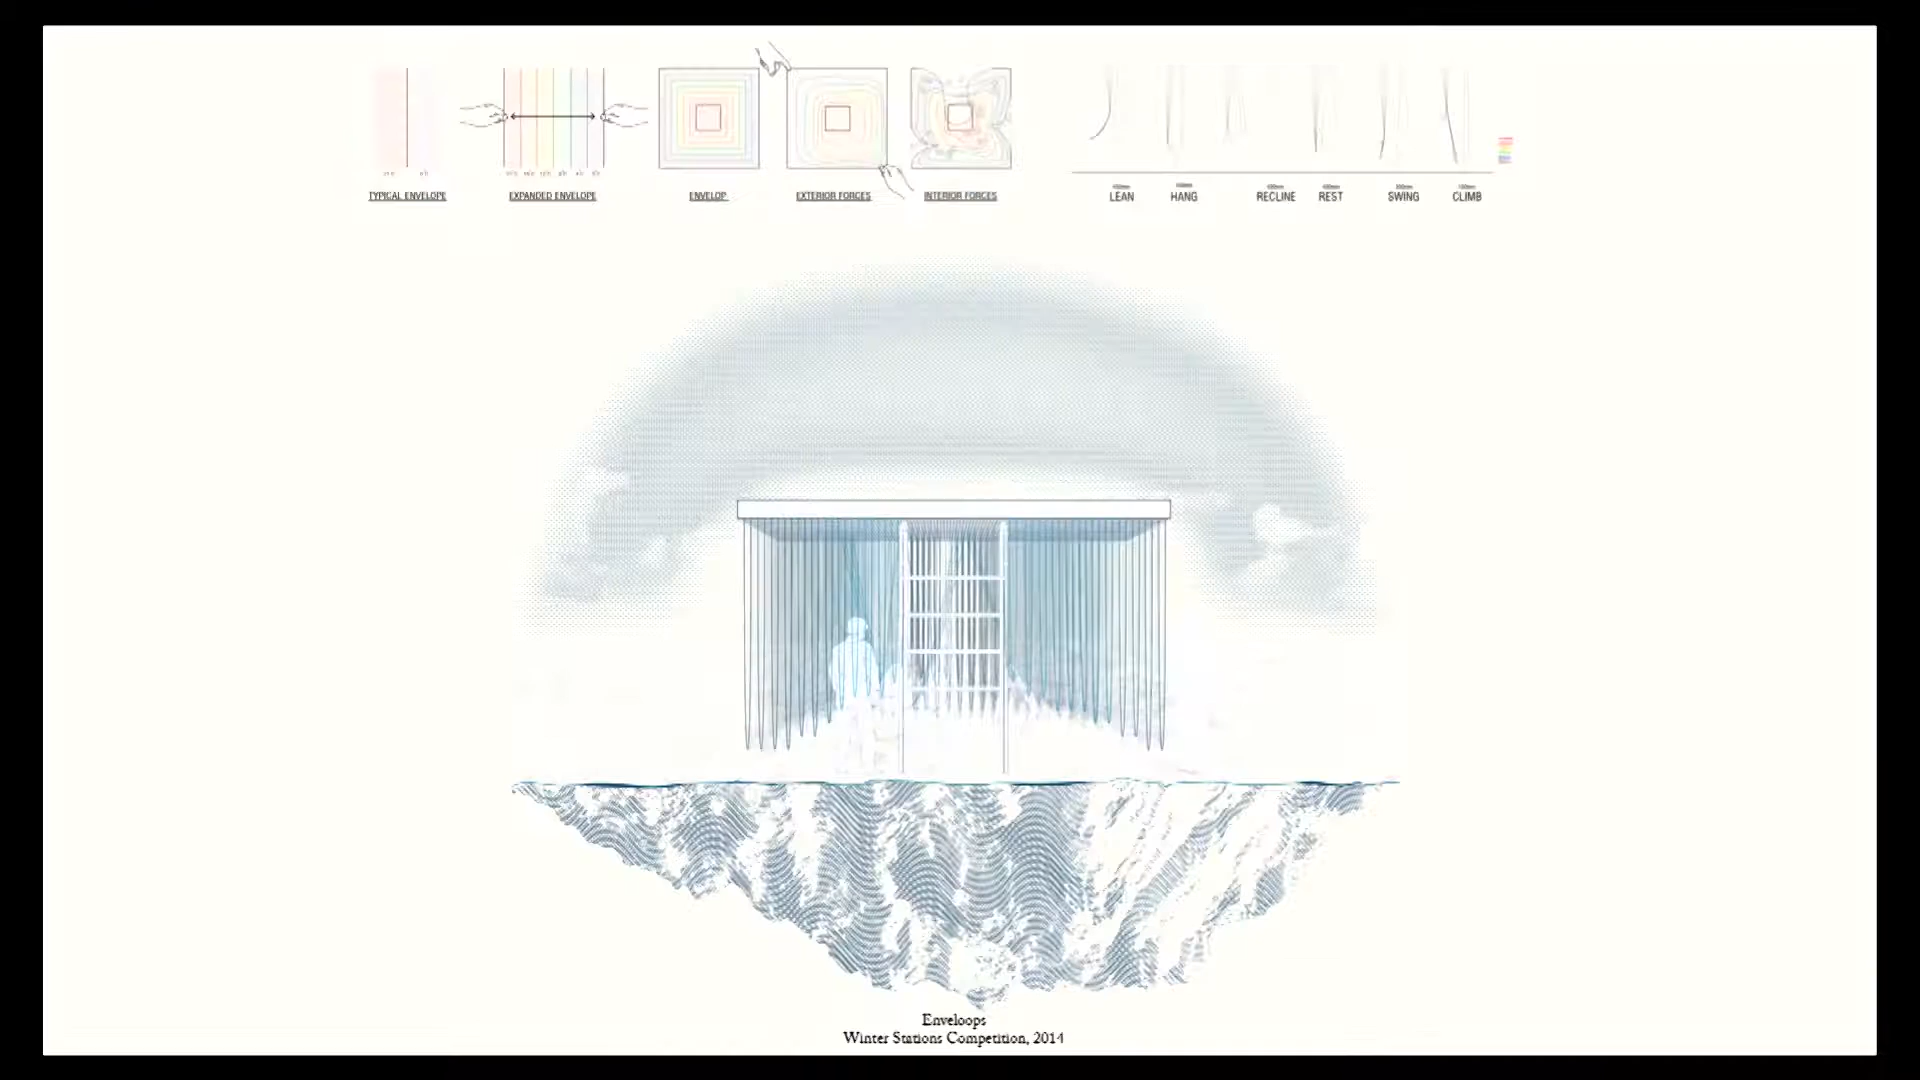 TYPICAL ENVELOPE
EXPANDED ENVELOPE
ENVELOP
EXTERIOR FORCES
INTERIOR FORCES
LEAN
HANG
RECLINE
REST
SWING
CLIMB
Enveloops
Winter Stations Competition, 2014